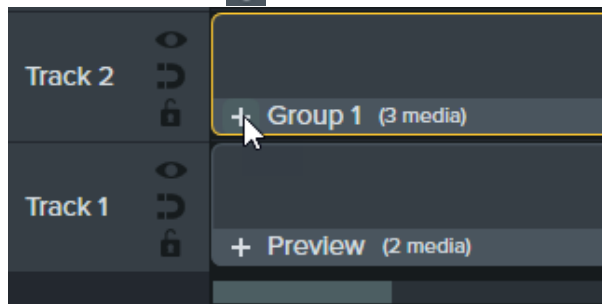 Track 2
+ Group 1 (3 media)
Track 1
+ Preview (2 media)